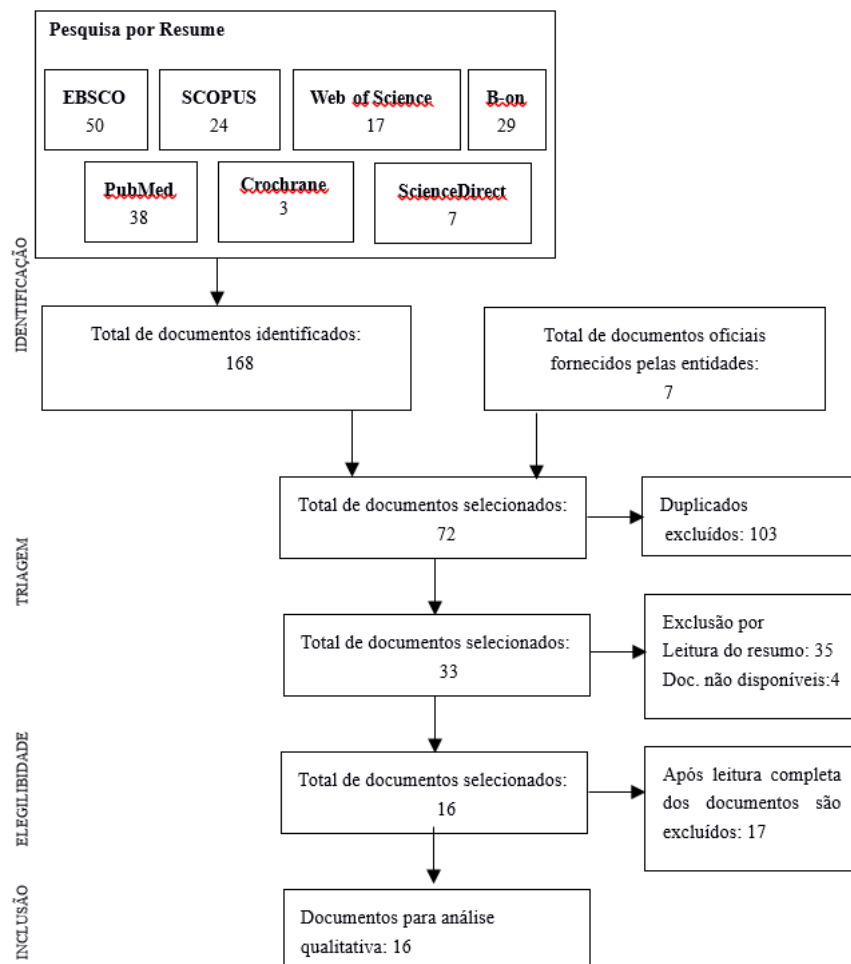 Pesquisa por Resume
EBSCO
50
SCOPUS
24
Web of Science
17
B-on
29
PubMed
38
Crochrane
3
ScienceDirect
7
IDENTIFICAÇÃO
Total de documentos identificados:
168
Total de documentos oficiais
fornecidos pelas entidades:
7
TRIAGEM
Total de documentos selecionados:
72
Duplicados
excluídos: 103
Total de documentos selecionados:
33
Exclusão por
Leitura do resumo: 35
Doc. não disponíveis:4
ELEGILIBIDADE
Total de documentos selecionados:
16
Após leitura completa
dos documentos são
excluídos: 17
INCLUSÃO
Documentos para análise
qualitativa: 16